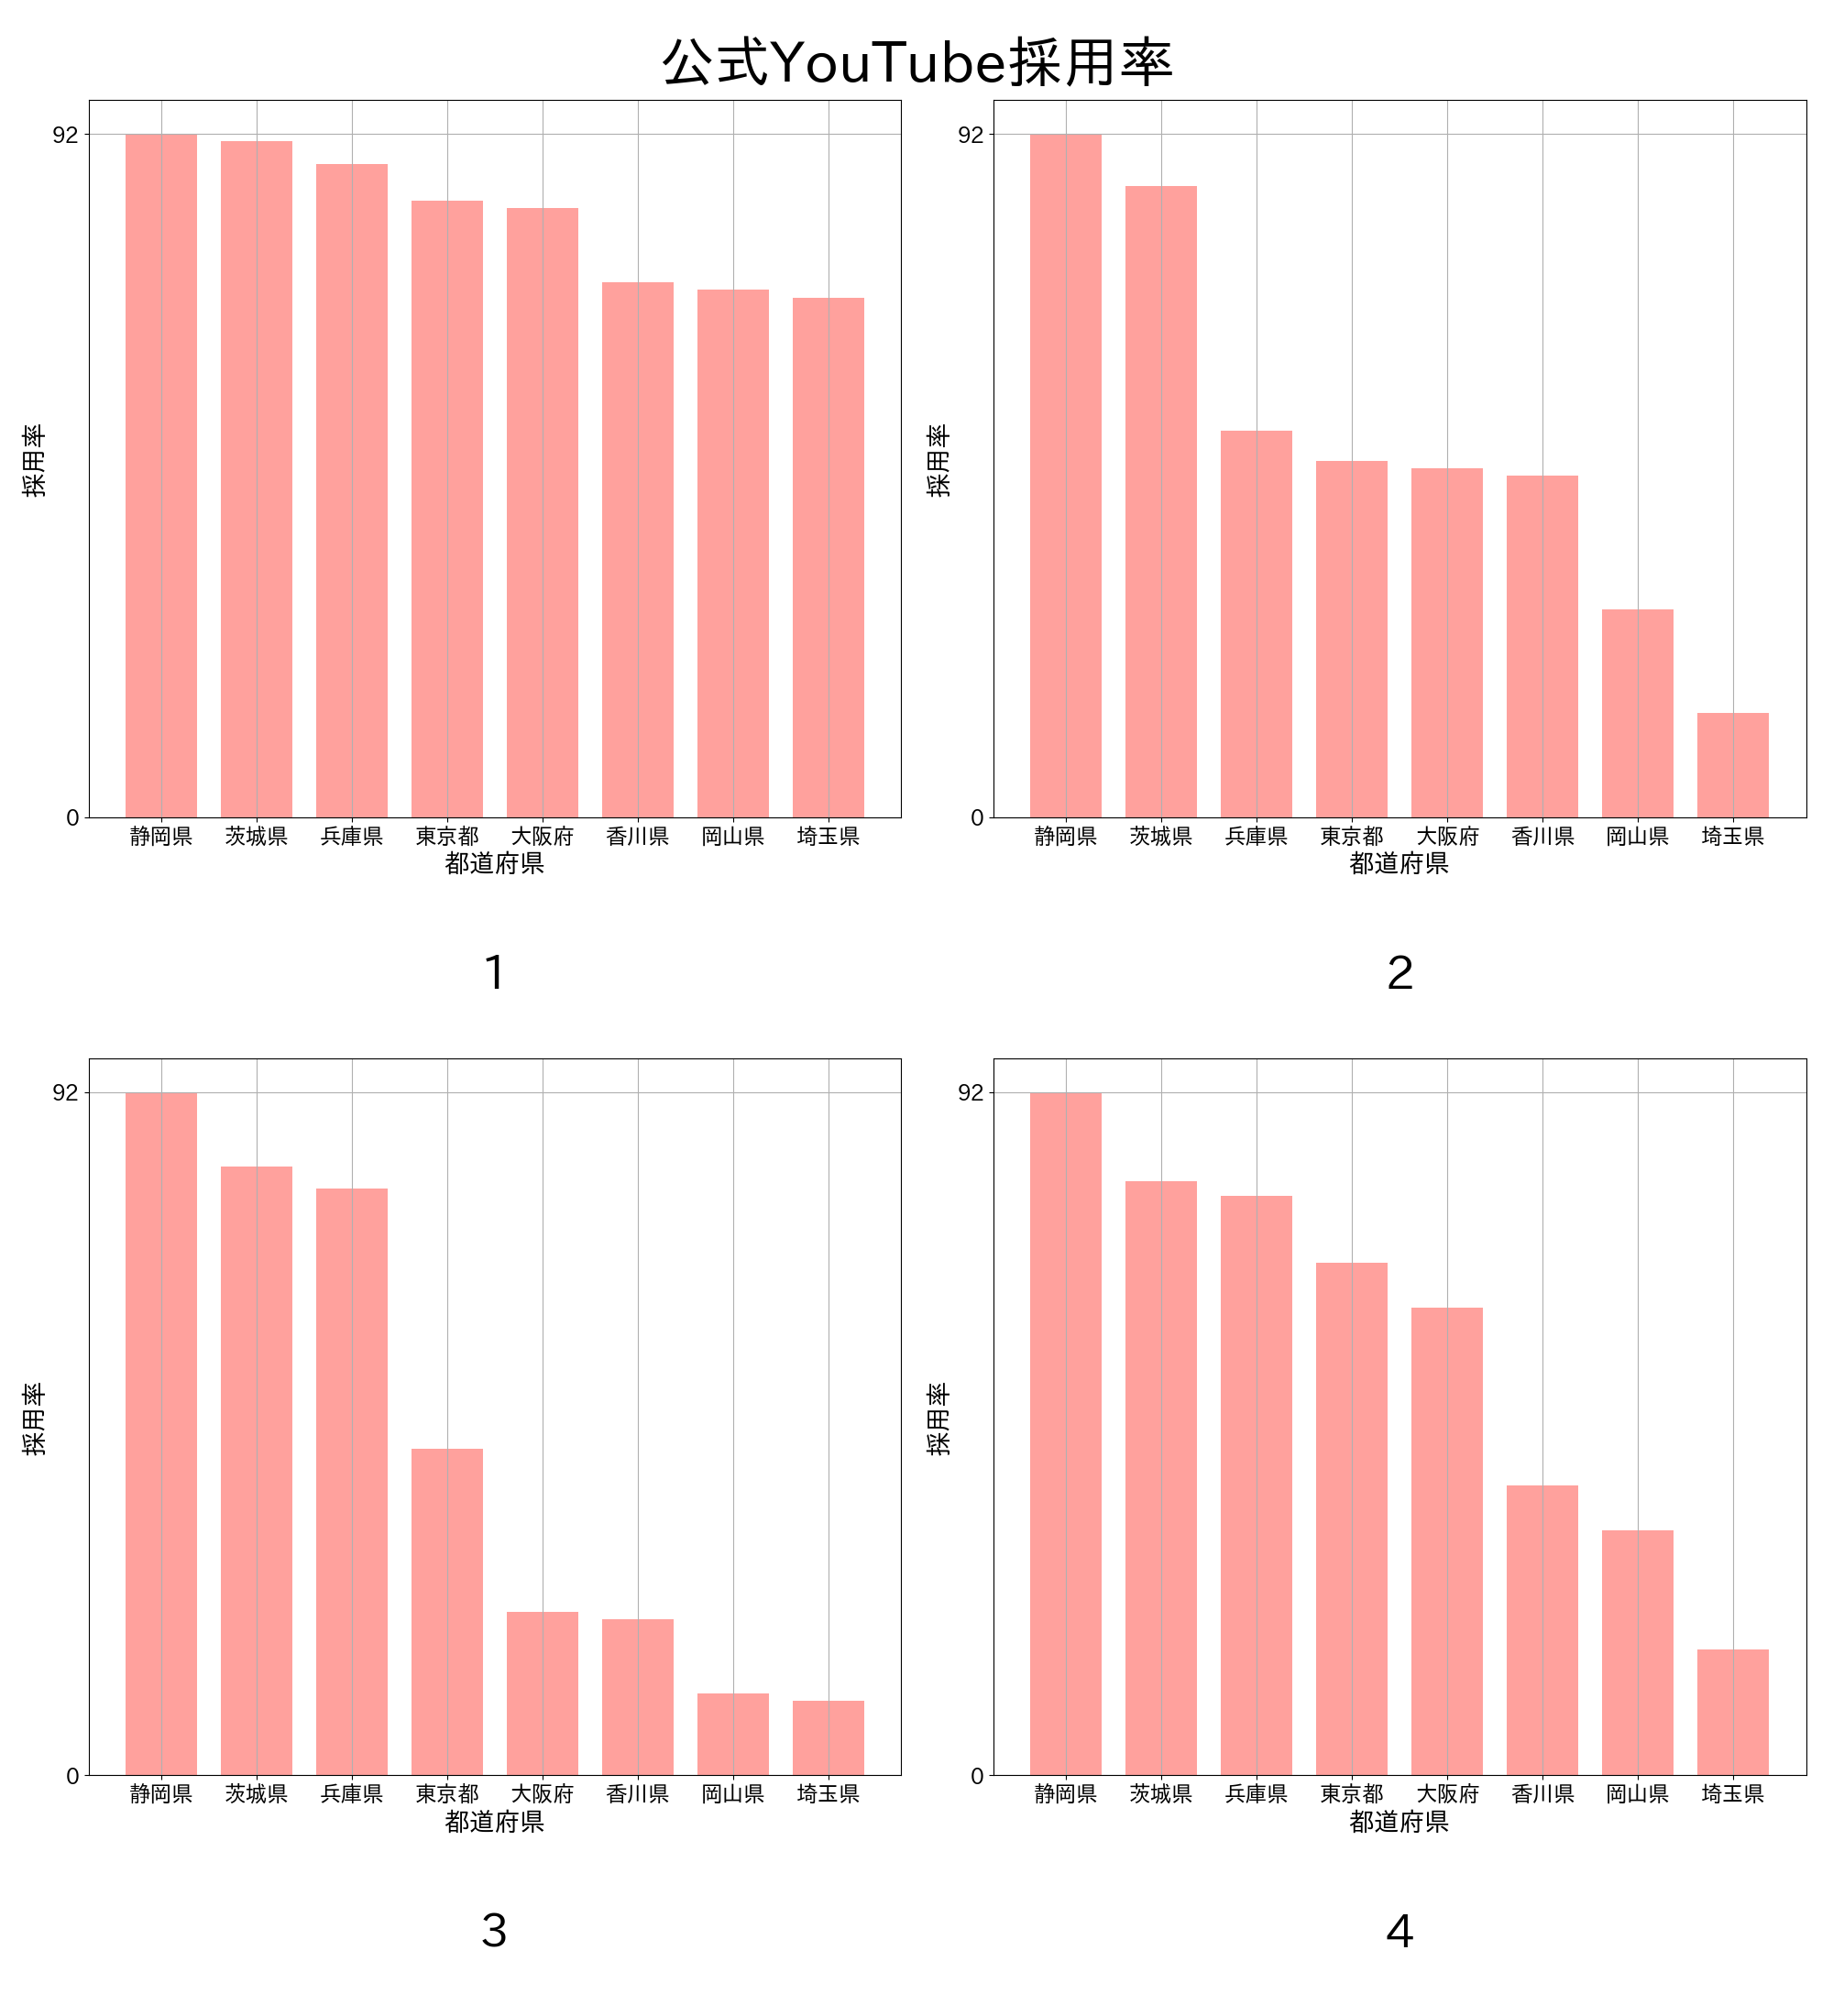 公式YouTube採用率
92
0
採用率
静岡県 茨城県 兵庫県 東京都 大阪府 香川県 岡山県 埼玉県
都道府県
1
92
0
採用率
静岡県 茨城県 兵庫県 東京都 大阪府 香川県 岡山県 埼玉県
都道府県
2
92
0
採用率
静岡県 茨城県 兵庫県 東京都 大阪府 香川県 岡山県 埼玉県
都道府県
3
92
0
採用率
静岡県 茨城県 兵庫県 東京都 大阪府 香川県 岡山県 埼玉県
都道府県
4